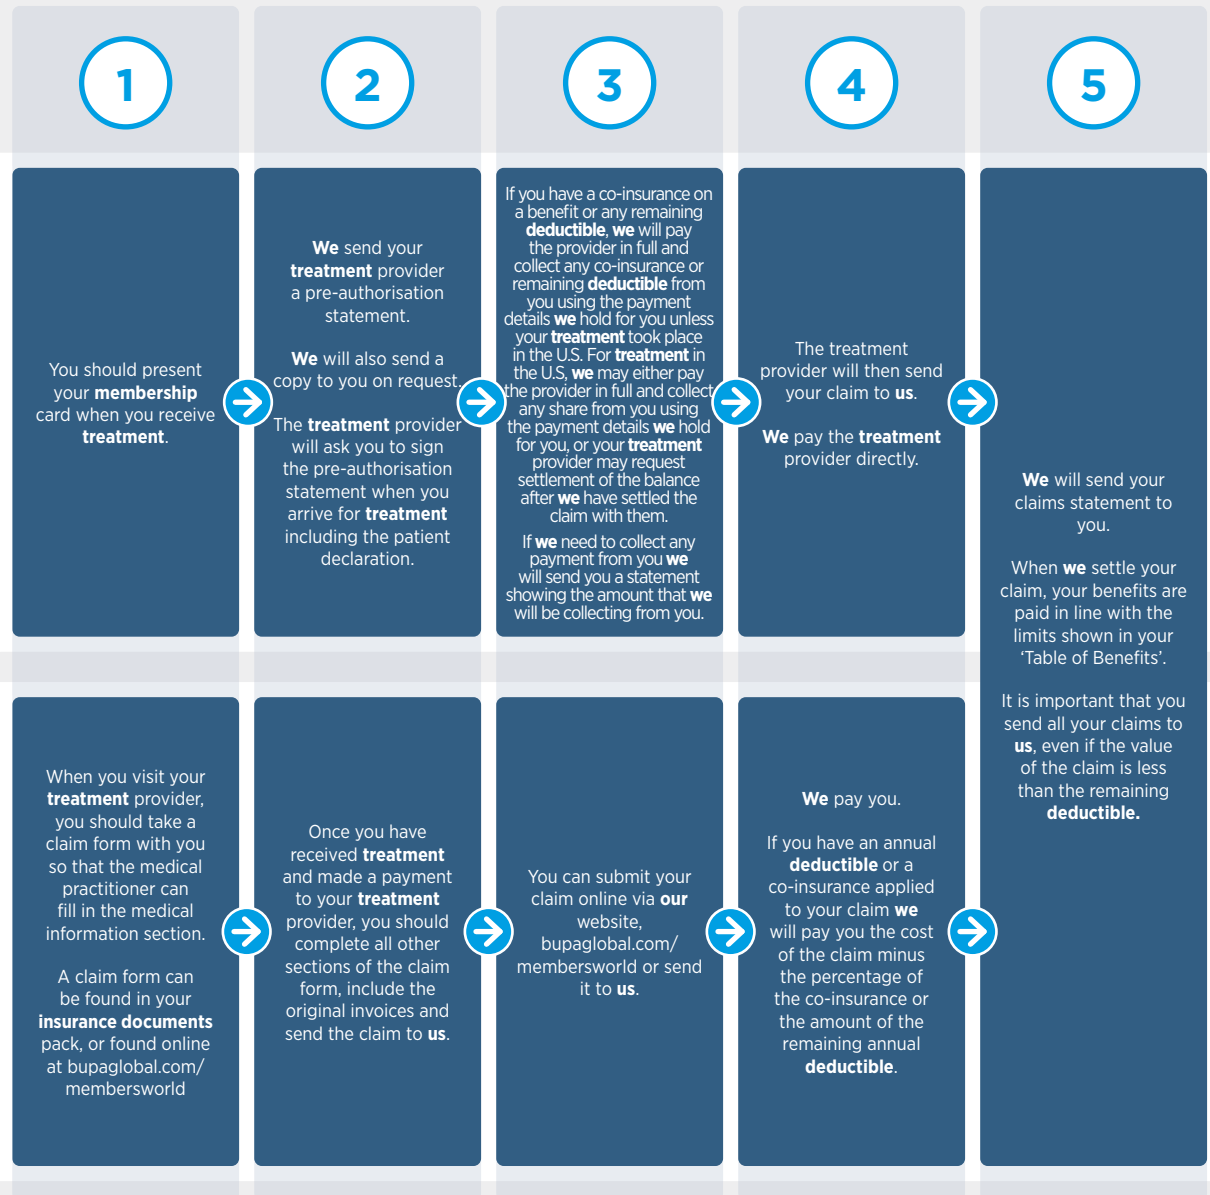 1
2
3
4
5
You should present
your membership
card when you receive
treatment.
We send your
treatment provider
a pre-authorisation
statement.
We will also send a
copy to you on request.
The treatment provider
will ask you to sign
the pre-authorisation
statement when you
arrive for treatment
including the patient
declaration.
If you have a co-insurance on
a benefit or any remaining
deductible, we will pay
the provider in full and
collect any co-insurance or
remaining deductible from
you using the payment
details we hold for you unless
your treatment took place
in the U.S. For treatment in
the U.S, we may either pay
the provider in full and collect
any share from you using
the payment details we hold
for you, or your treatment
provider may request
settlement of the balance
after we have settled the
claim with them.
If we need to collect any
payment from you we
will send you a statement
showing the amount that we
will be collecting from you.
The treatment
provider will then send
your claim to us.
We pay the treatment
provider directly.
We will send your
claims statement to
you.
When we settle your
claim, your benefits are
paid in line with the
limits shown in your
‘Table of Benefits’.
It is important that you
send all your claims to
us, even if the value
of the claim is less
than the remaining
deductible.
When you visit your
treatment provider,
you should take a
claim form with you
so that the medical
practitioner can
fill in the medical
information section.
A claim form can
be found in your
insurance documents
pack, or found online
at bupaglobal.com/
membersworld
Once you have
received treatment
and made a payment
to your treatment
provider, you should
complete all other
sections of the claim
form, include the
original invoices and
send the claim to us.
You can submit your
claim online via our
website,
bupaglobal.com/
membersworld or send
it to us.
We pay you.
If you have an annual
deductible or a
co-insurance applied
to your claim we
will pay you the cost
of the claim minus
the percentage of
the co-insurance or
the amount of the
remaining annual
deductible.